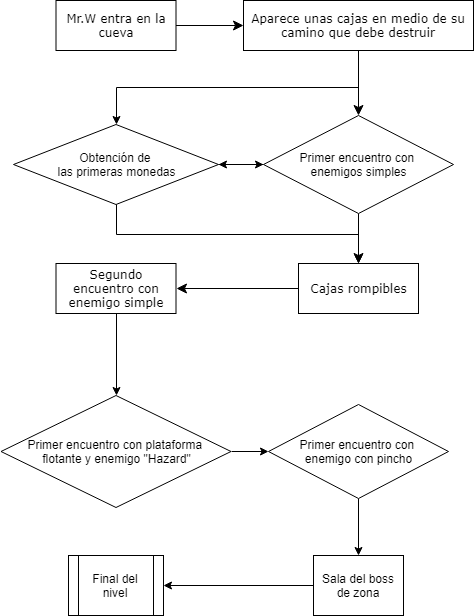 Mr.W entra en la
cueva
Aparece unas cajas en medio de su
camino que debe destruir
Obtención de
las primeras monedas
Primer encuentro con
enemigos simples
Cajas rompibles
Segundo
encuentro con
enemigo simple
Primer encuentro con plataforma
flotante y enemigo "Hazard"
Primer encuentro con
enemigo con pincho
Sala del boss
de zona
Final del
nivel